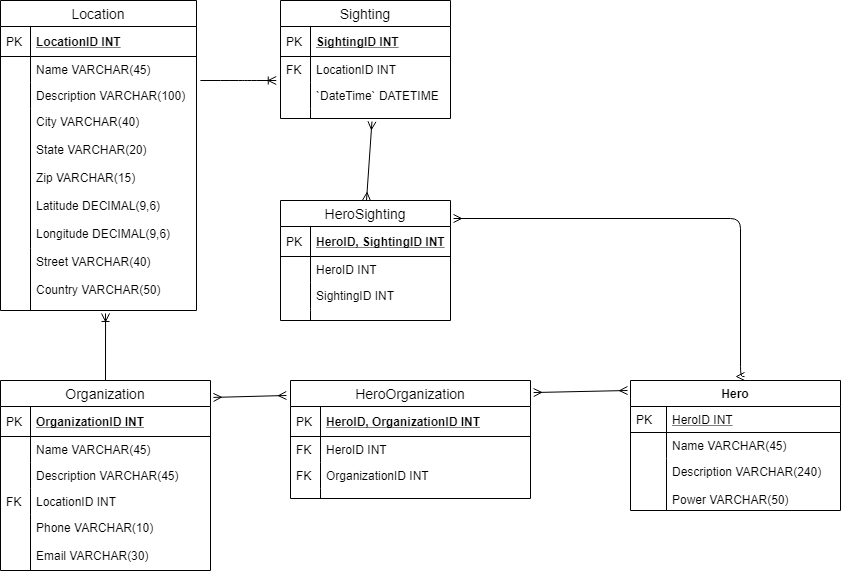 Location
PK LocationID INT
Name VARCHAR(45)
Description VARCHAR(100)
City VARCHAR(40)
State VARCHAR(20)
Zip VARCHAR(15)
Latitude DECIMAL(9,6)
Longitude DECIMAL(9,6)
Street VARCHAR(40)
Country VARCHAR(50)
Sighting
PK SightingID INT
FK LocationID INT
`DateTime` DATETIME
HeroSighting
PK HeroID, SightingID INT
HeroID INT
SightingID INT
Organization
PK OrganizationID INT
Name VARCHAR(45)
Description VARCHAR(45)
FK LocationID INT
Phone VARCHAR(10)
Email VARCHAR(30)
HeroOrganization
PK HeroID, OrganizationID INT
FK HeroID INT
FK OrganizationID INT
Hero
PK HeroID INT
Name VARCHAR(45)
Description VARCHAR(240)
Power VARCHAR(50)